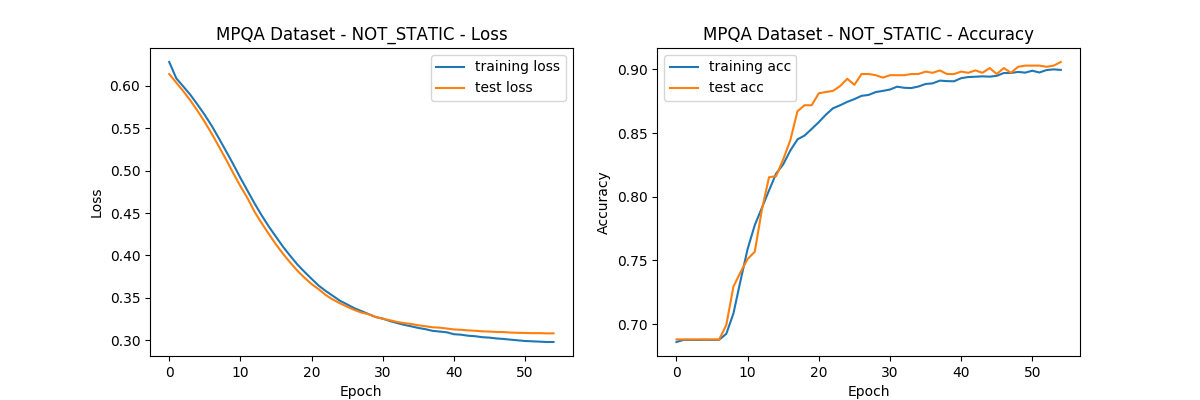 MPQA Dataset - NOT_STATIC - Loss
training loss
test loss
0.60
0.55
0.50
0.45
0.40
0.35
0.30
Loss
0 10 20 30 40 50
Epoch
MPQA Dataset - NOT_STATIC - Accuracy
training acc
test acc
0.90
0.85
0.80
0.75
0.70
Accuracy
0 10 20 30 40 50
Epoch